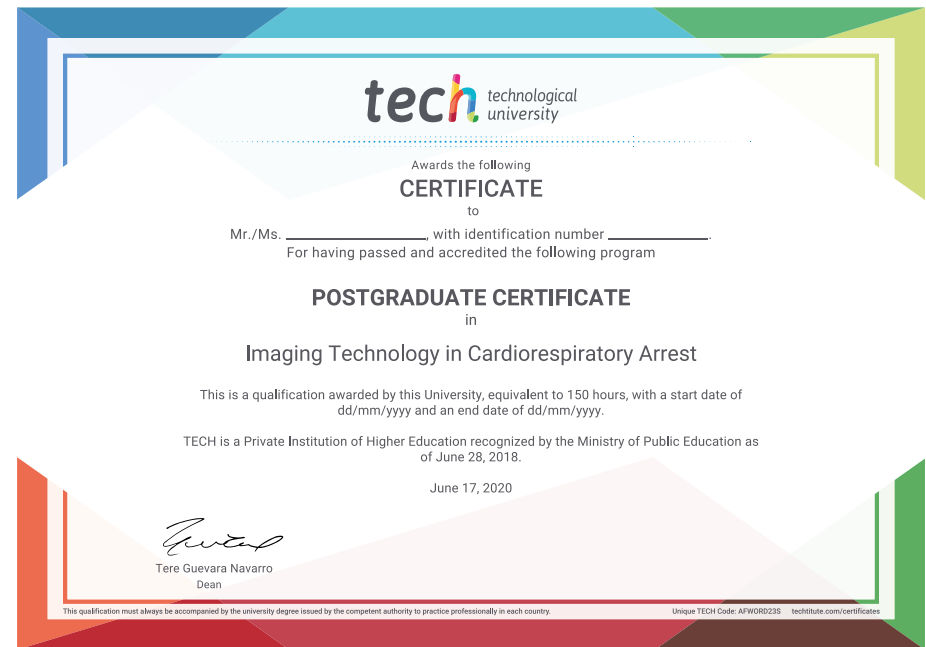 tech technological
university
Awards the following
CERTIFICATE
to
Mr./Ms. ____________________, with identification number ______________.
For having passed and accredited the following program
POSTGRADUATE CERTIFICATE
in
Imaging Technology in Cardiorespiratory Arrest
This is a qualification awarded by this University, equivalent to 150 hours, with a start date of
dd/mm/yyyy and an end date of dd/mm/yyyy.
TECH is a Private Institution of Higher Education recognized by the Ministry of Public Education as
of June 28, 2018.
June 17, 2020
Tere Guevara Navarro
Dean
This qualification must always be accompanied by the university degree issued by the competent authority to practice professionally in each country.
Unique TECH Code: AFWORD23S techtitute.com/certificates